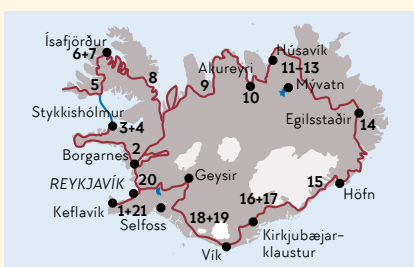 Ísafjörður
6+7
5
8
Stykkishólmur
3+4
Borgarnes
2
REYKJAVÍK
20
Keflavík
1+21
Selfoss
Geysir
18+19
Vík
16+17
Kirkjubæjar-
klaustur
15
Höfn
14
Egilsstaðir
Mývatn
11–13
Húsavík
Akureyri
10
9